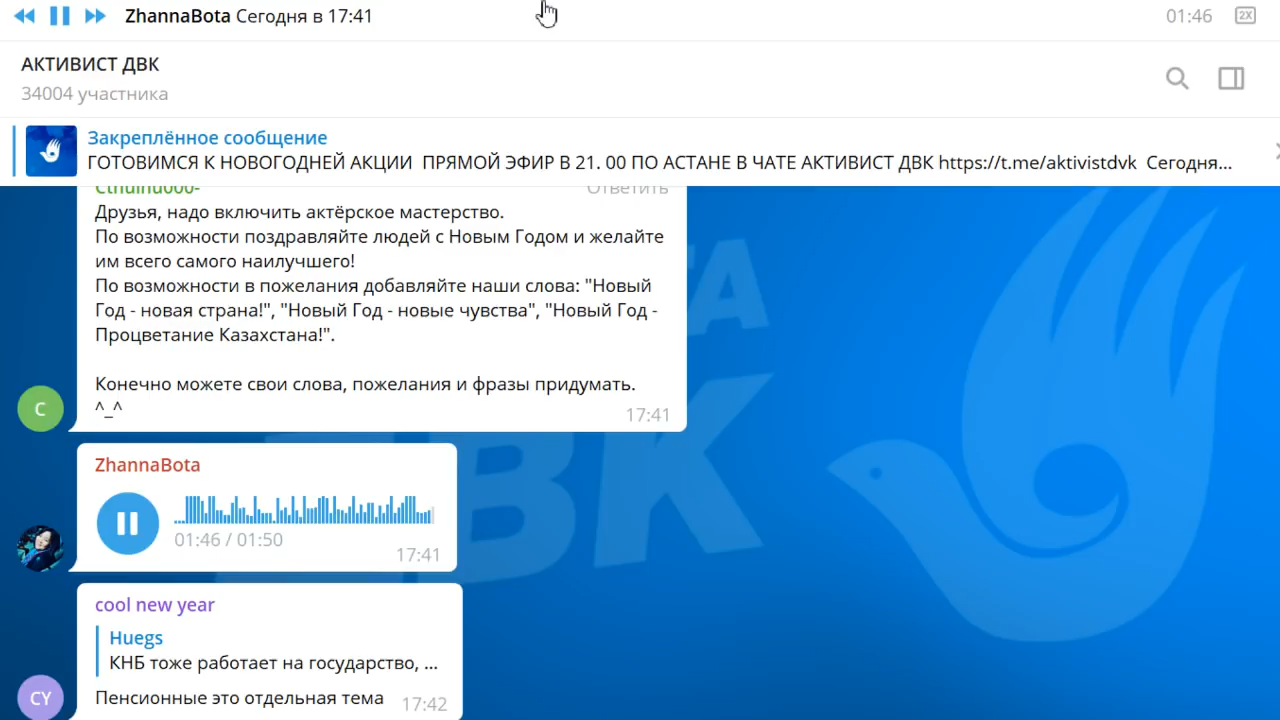 ZhannaBota Сегодня в 17:41
01:46
2X
АКТИВИСТ ДВК
34004 участника
Закреплённое сообщение
ГОТОВИМСЯ К НОВОГОДНЕЙ АКЦИИ ПРЯМОЙ ЭФИР В 21. 00 ПО АСТАНЕ В ЧАТЕ АКТИВИСТ ДВК https://t.me/aktivistdvk Сегодня...
Cthulhu000-
Ответить
Друзья, надо включить актёрское мастерство.
По возможности поздравляйте людей с Новым Годом и желайте
им всего самого наилучшего!
По возможности в пожелания добавляйте наши слова: "Новый
Год - новая страна!", "Новый Год - новые чувства", "Новый Год -
Процветание Казахстана!".
Конечно можете свои слова, пожелания и фразы придумать.
^_^
17:41
C
ZhannaBota
01:46 / 01:50
17:41
cool new year
Huegs
КНБ тоже работает на государство, ...
Пенсионные это отдельная тема
17:42
CY
ДВК